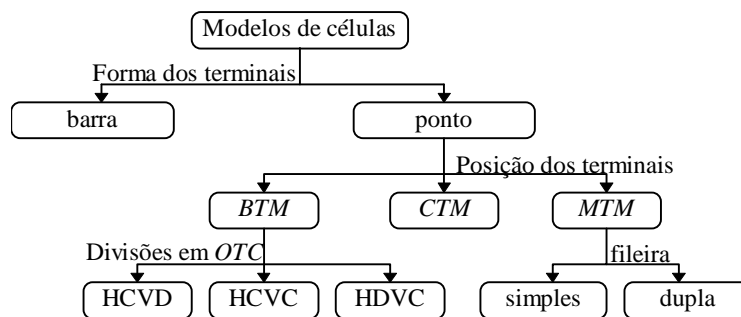 Modelos de células
Forma dos terminais
barra
ponto
Posição dos terminais
BTM
CTM
MTM
Divisões em OTC
fileira
HCVD
HCVC
HDVC
simples
dupla